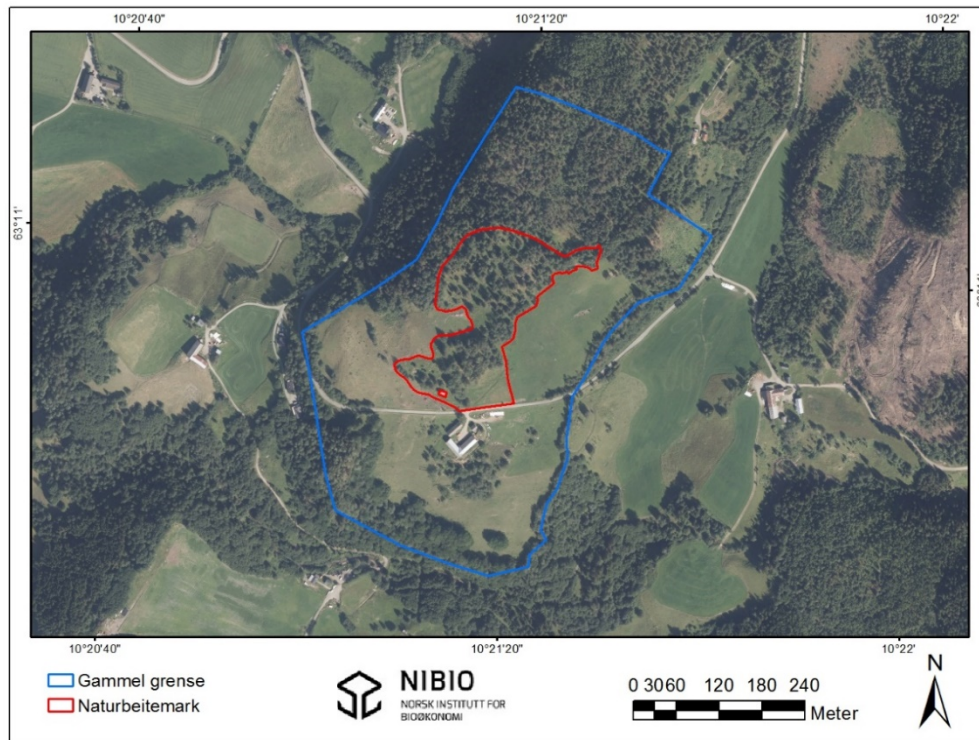 10°20'40"
10°21'20"
10°22'
63°11'
10°20'40"
10°21'20"
10°22'
Gammel grense
Naturbeitemark
NIBIO
NORSK INSTITUTT FOR
BIOØKONOMI
0 30 60 120 180 240
Meter
N